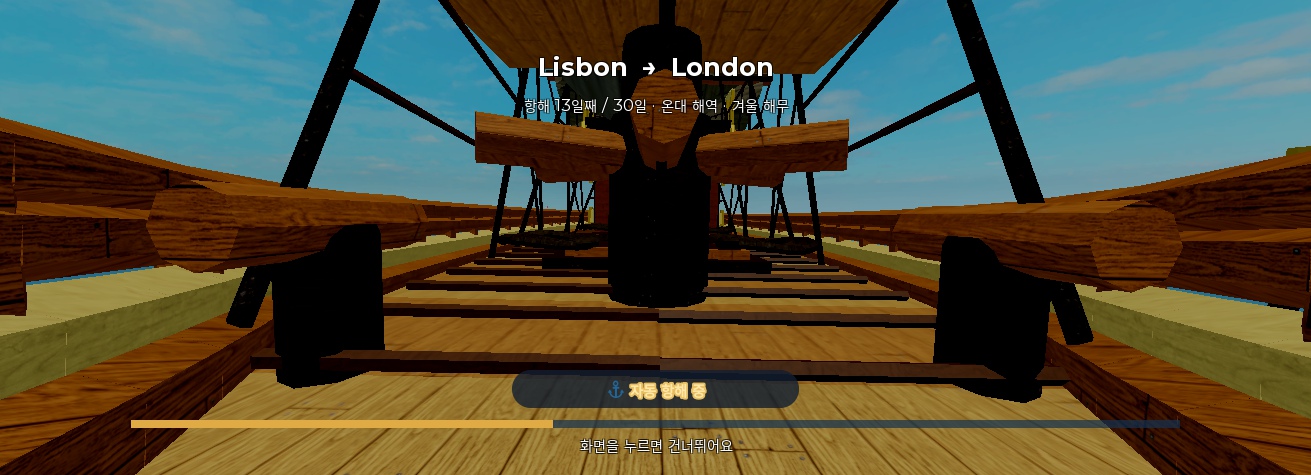 Lisbon → London
항해 13일째 / 30일 · 온대 해역 · 겨울 해무
⚓ 자동 항해 중
화면을 누르면 건너뛰어요